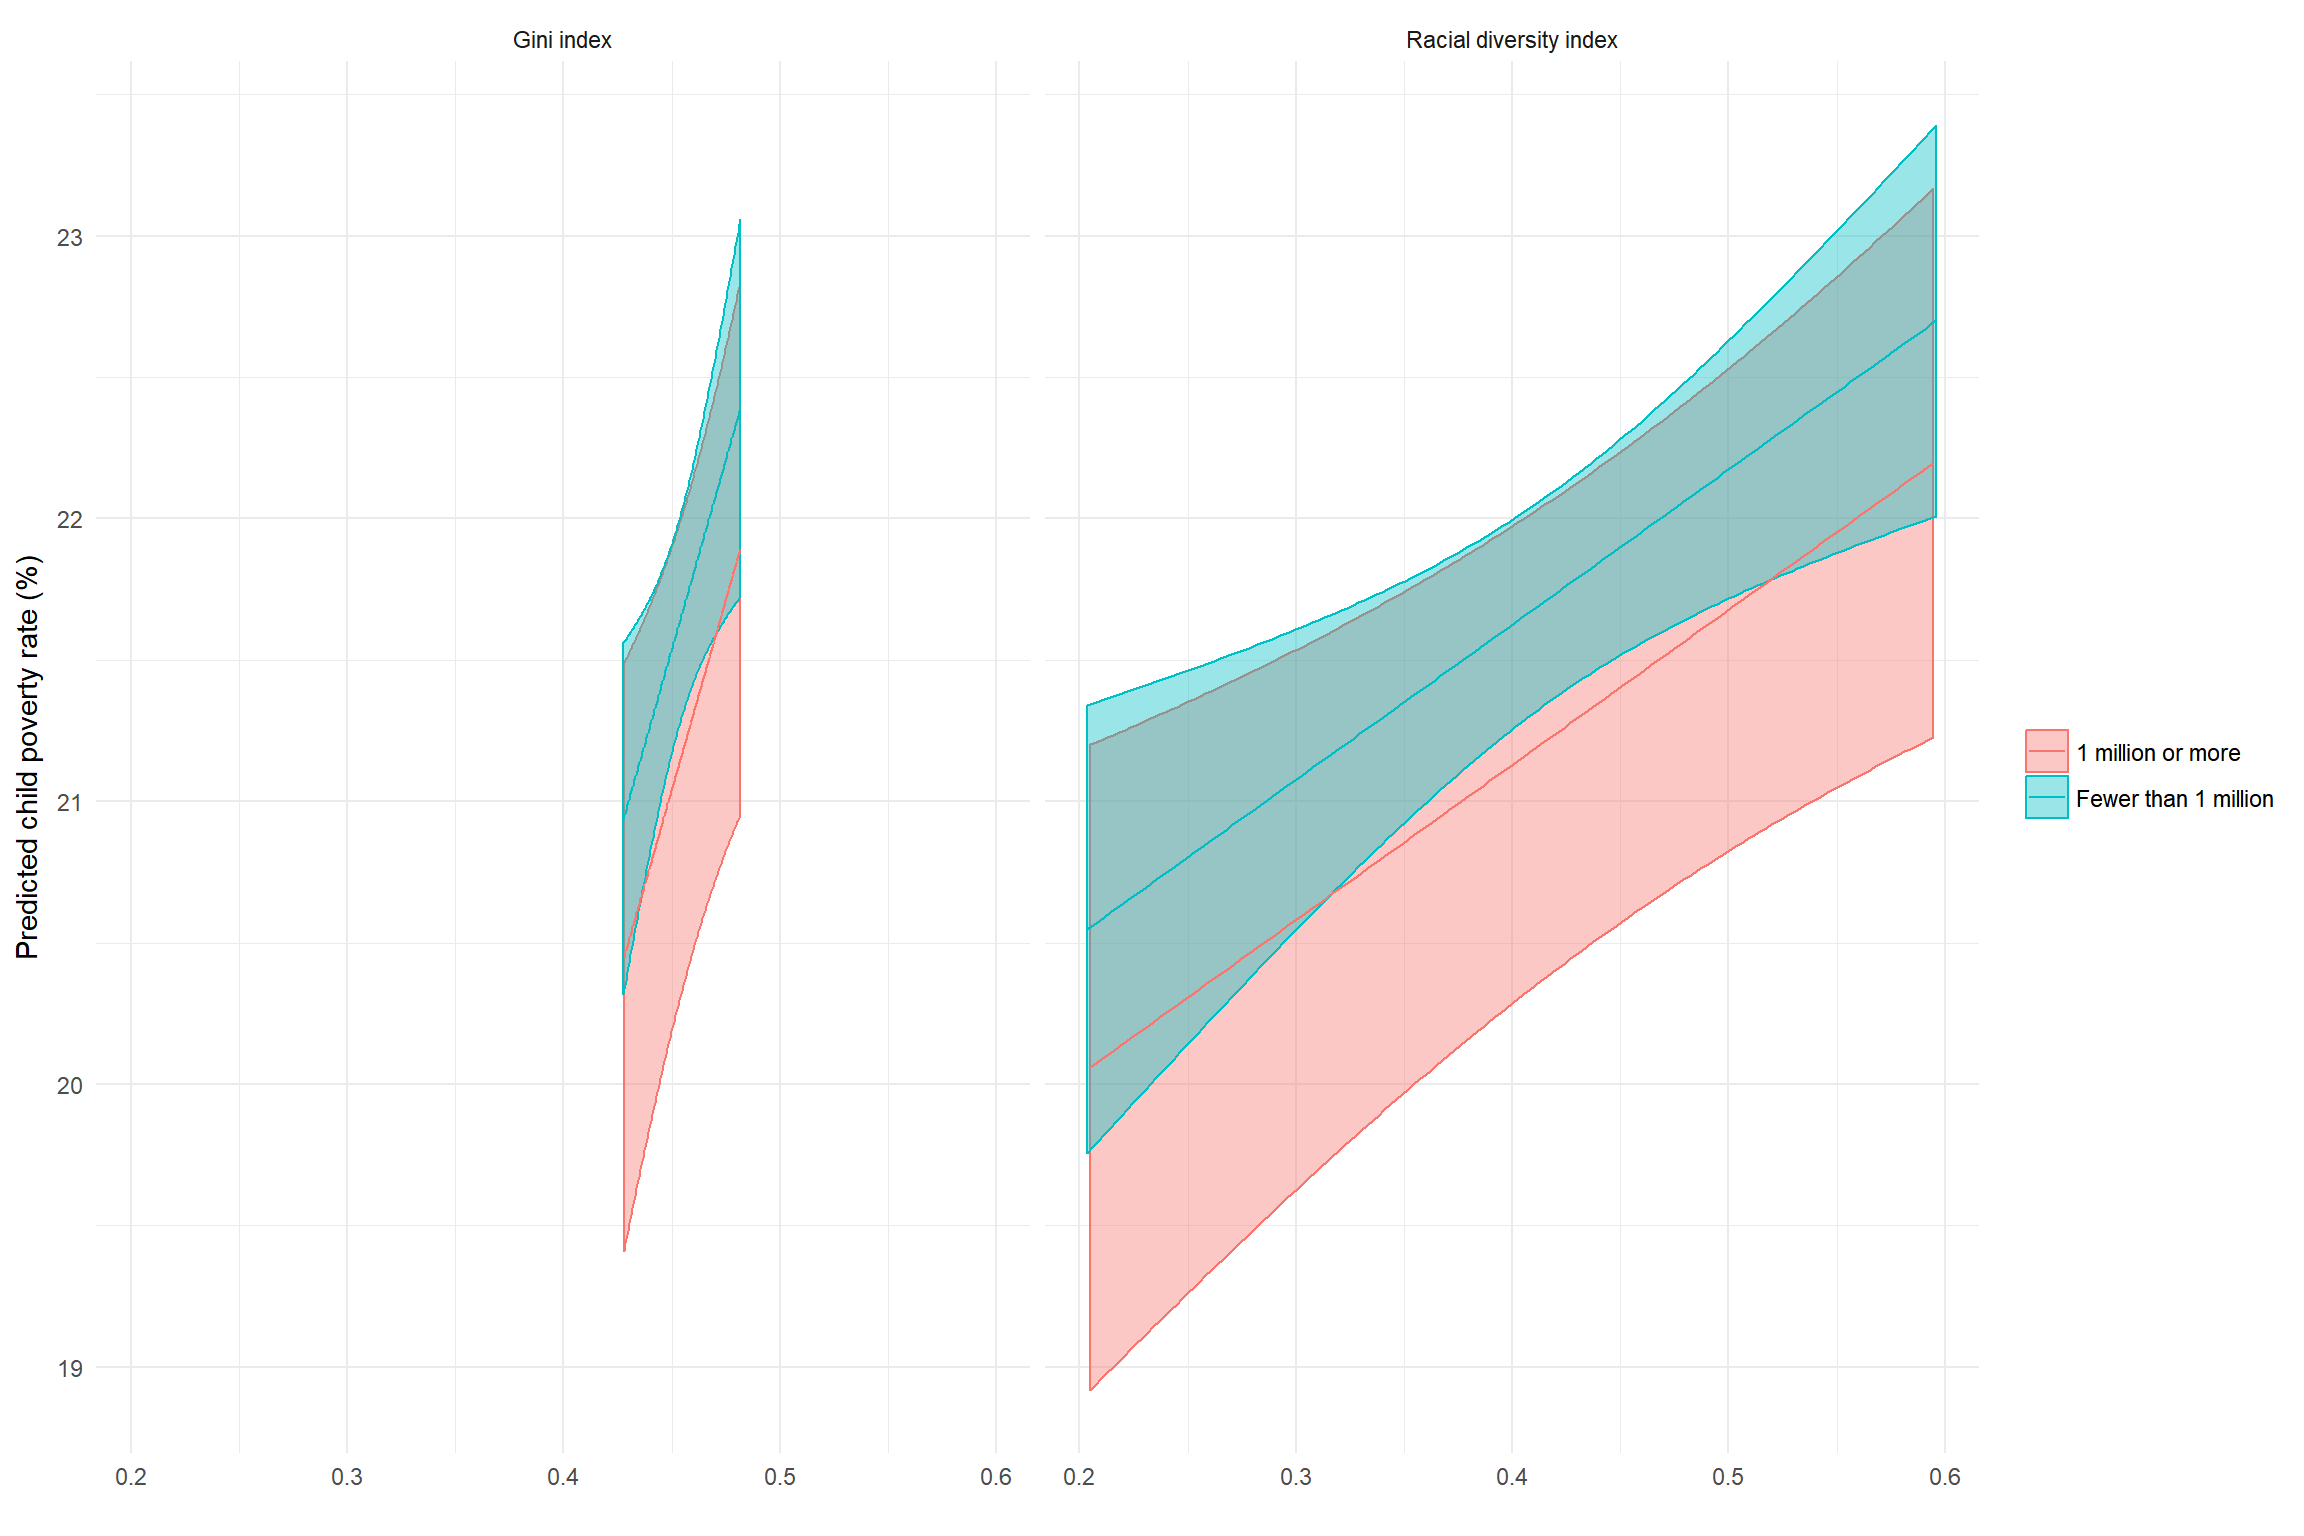 Gini index
Racial diversity index
Predicted child poverty rate (%)
23
22
21
20
19
0.2 0.3 0.4 0.5 0.6
0.2 0.3 0.4 0.5 0.6
1 million or more
Fewer than 1 million